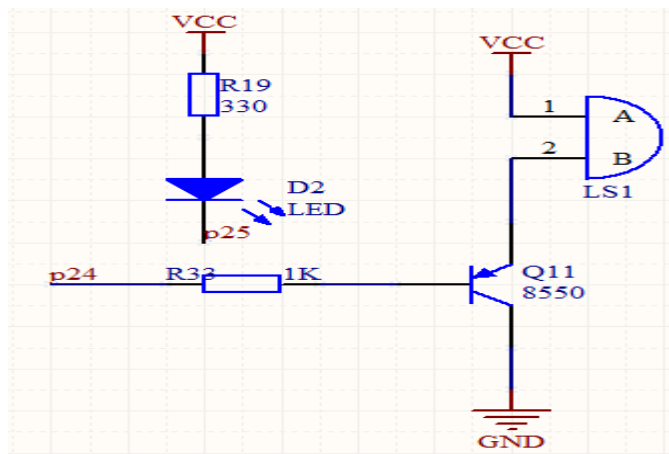 VCC
R19
330
D2
LED
p25
p24
R33
1K
VCC
1
A
2
B
LS1
Q11
8550
GND